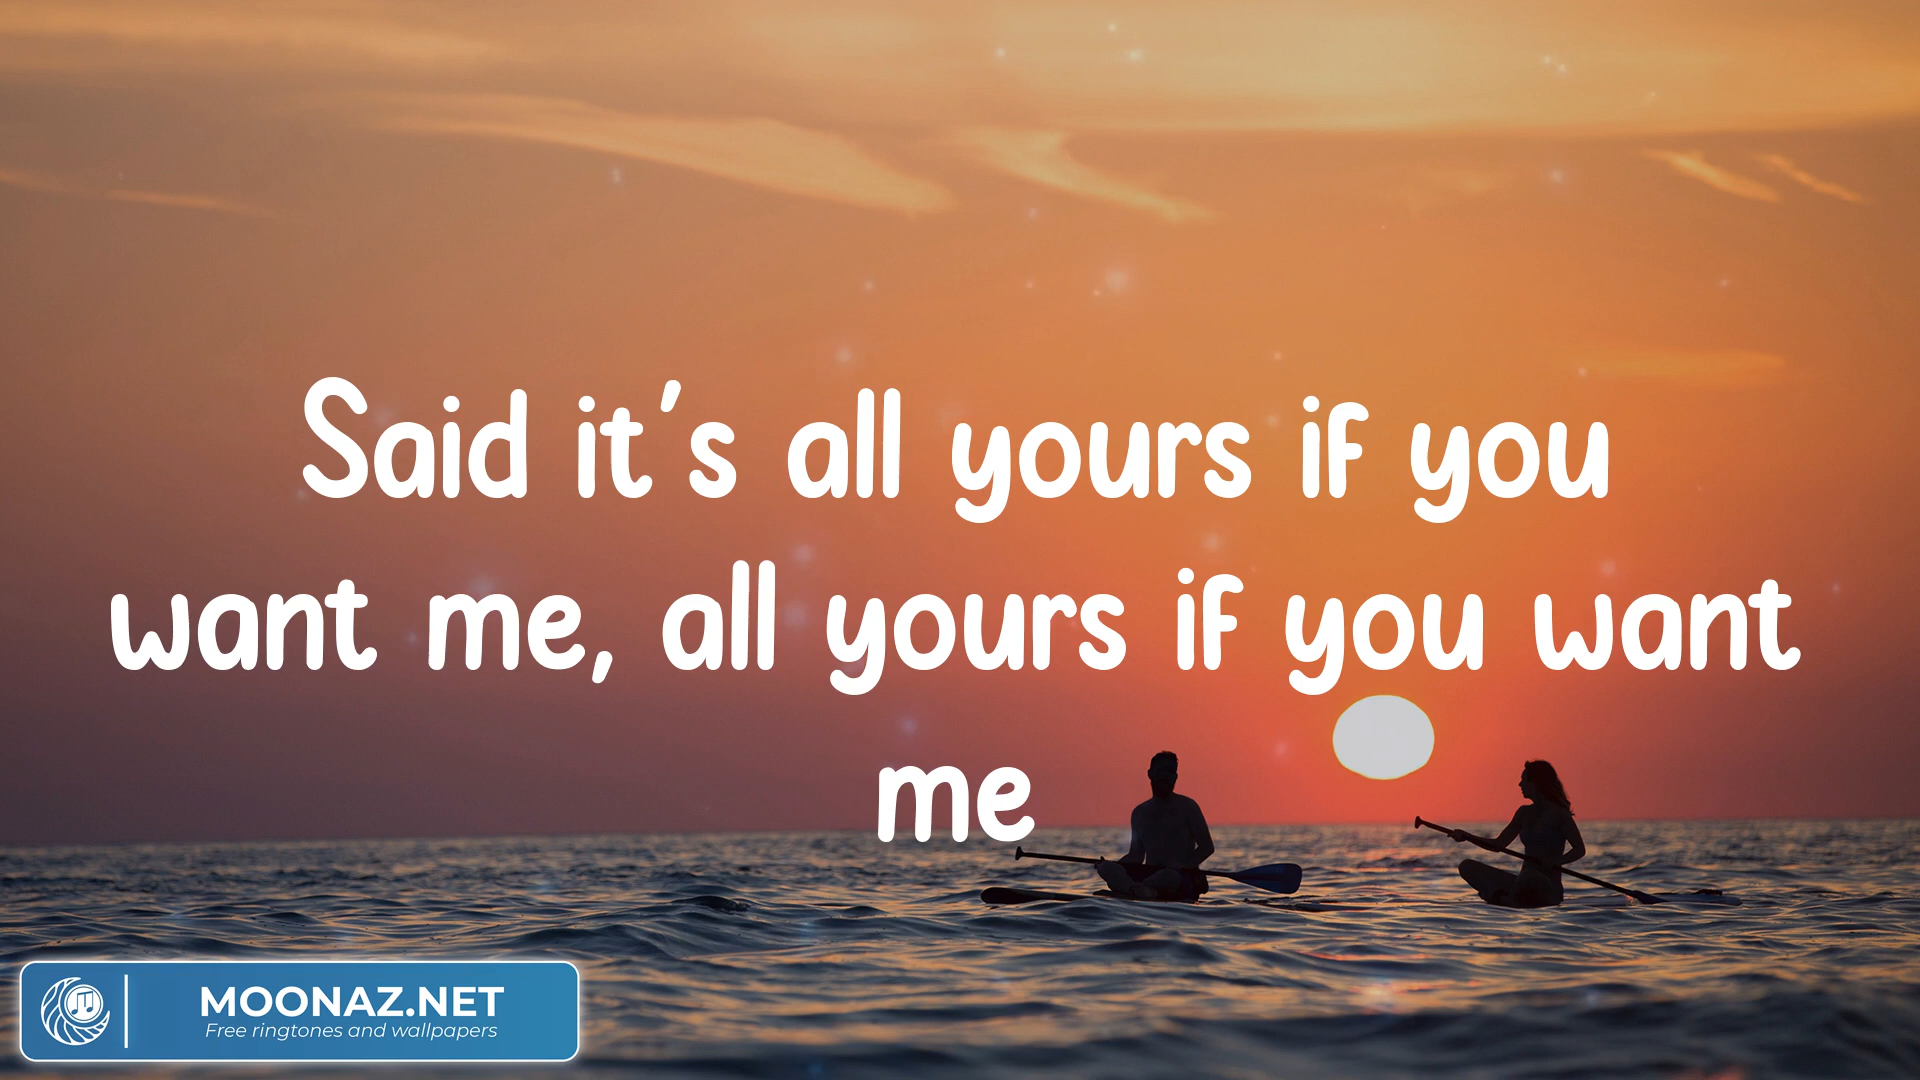 Said it's all yours if you
want me, all yours if you want
me
MOONAZ.NET
Free ringtones and wallpapers